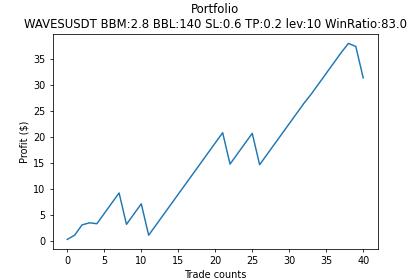 Portfolio
WAVESUSDT BBM:2.8 BBL:140 SL:0.6 TP:0.2 lev:10 WinRatio:83.0
Profit ($)
35
30
25
20
15
10
5
0
0 5 10 15 20 25 30 35 40
Trade counts